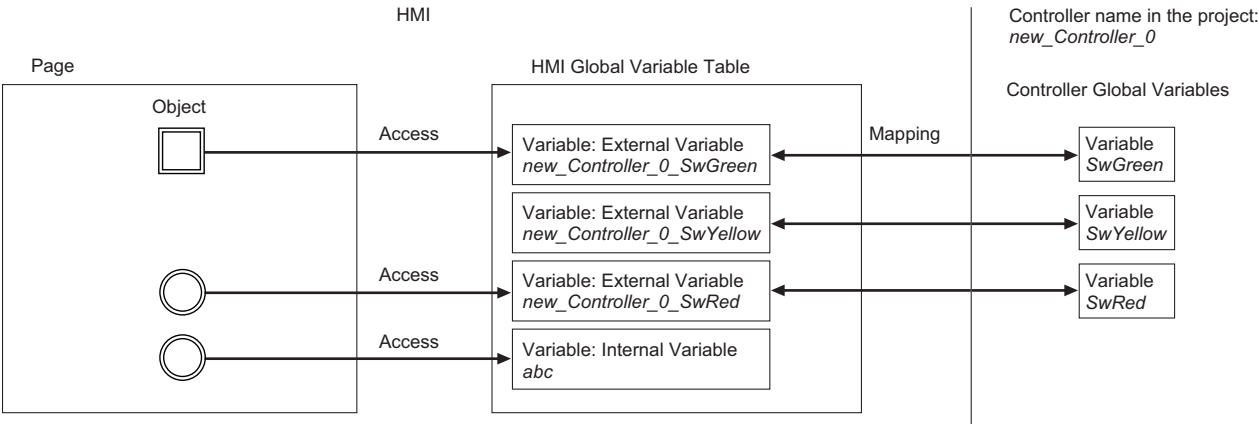 HMI
Controller name in the project:
new_Controller_0
Page
HMI Global Variable Table
Controller Global Variables
Object
Access
Variable: External Variable
new_Controller_0_SwGreen
Mapping
Variable
SwGreen
Variable: External Variable
new_Controller_0_SwYellow
Variable
SwYellow
Access
Variable: External Variable
new_Controller_0_SwRed
Variable
SwRed
Access
Variable: Internal Variable
abc